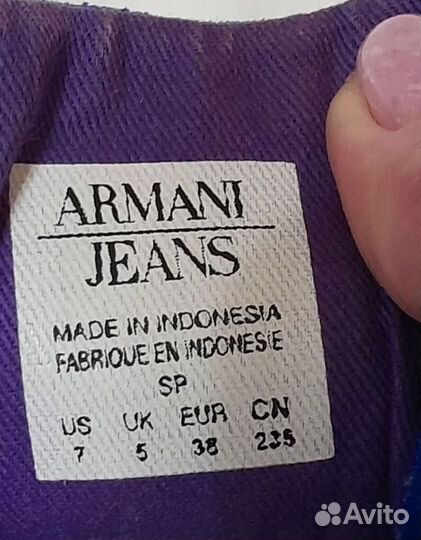 ARMANI
JEANS
MADE IN INDONESIA
FABRIQUE EN INDONESIE
SP
US UK EUR CN
7 5 38 235
Avito